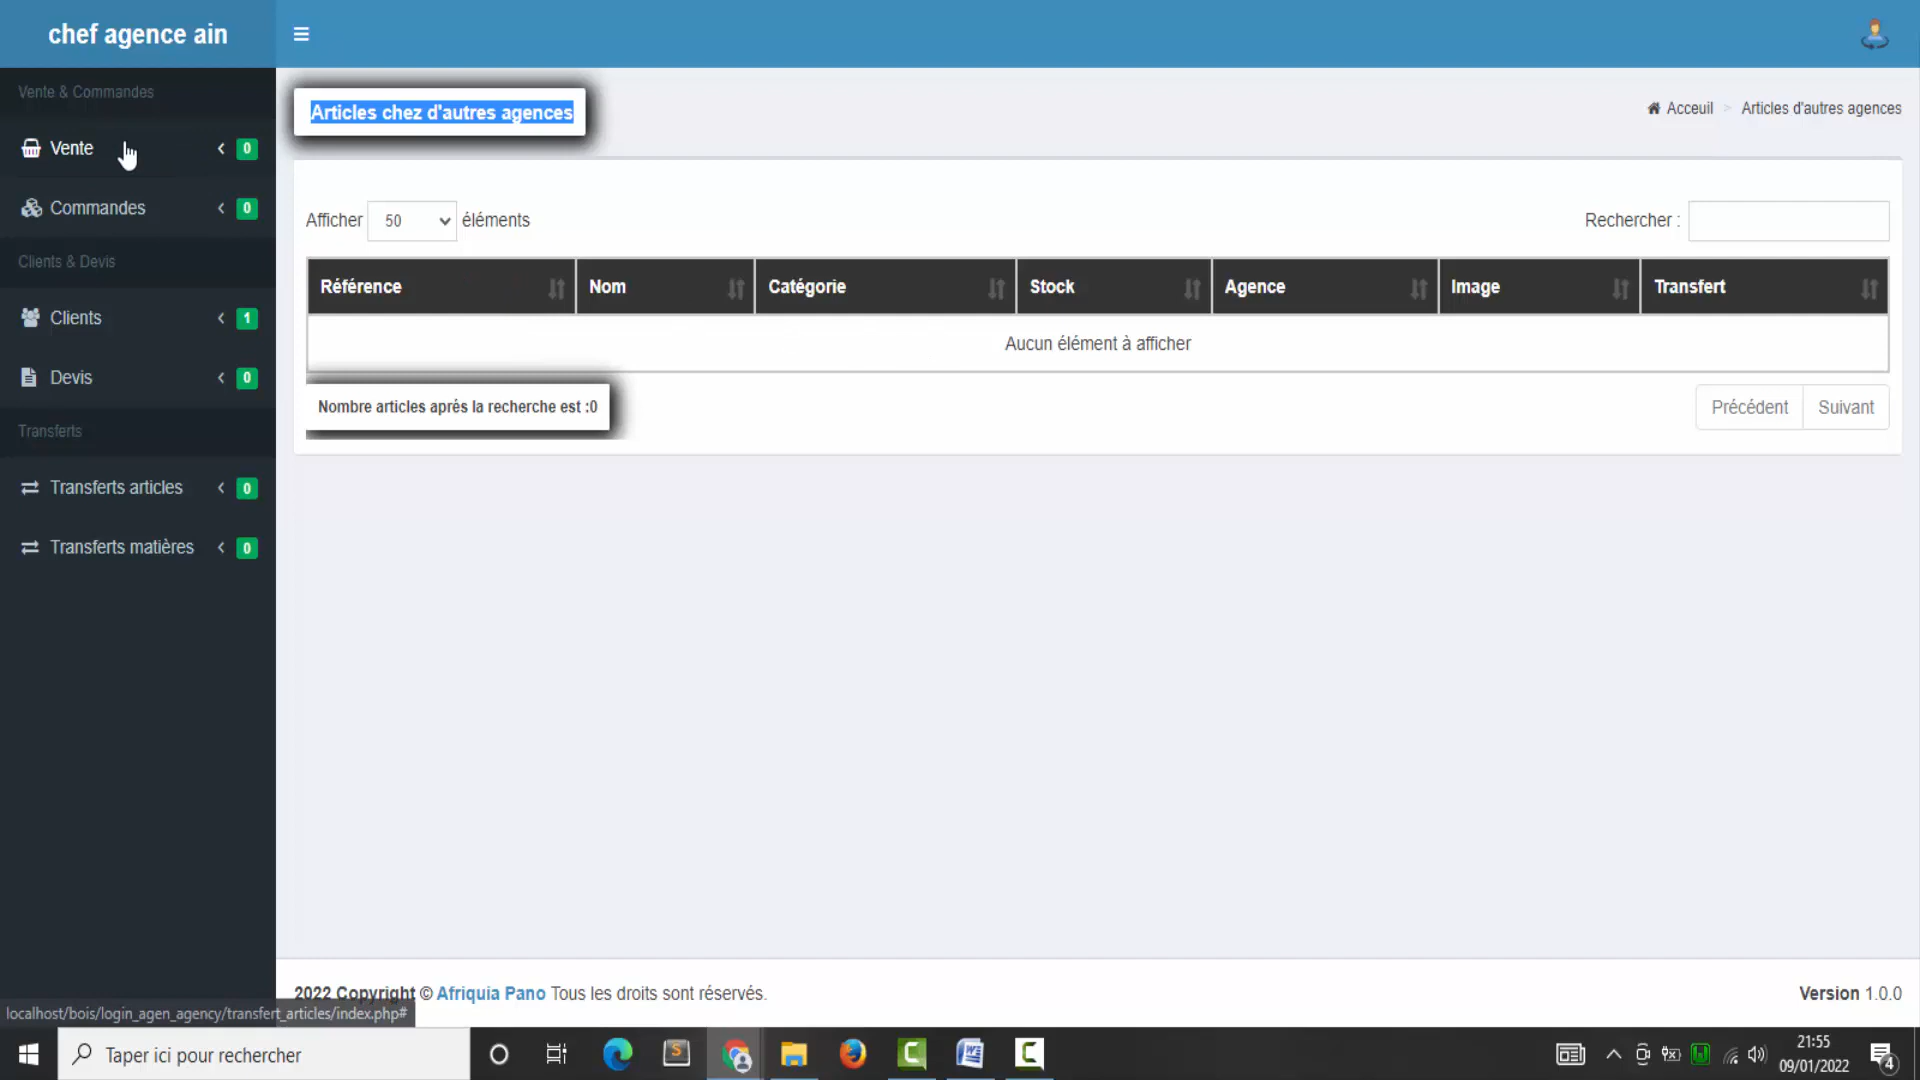 chef agence ain
Vente & Commandes
Vente 0
Commandes 0
Clients & Devis
Clients 1
Devis 0
Transferts
Transferts articles 0
Transferts matières 0
Articles chez d'autres agences
Acceuil > Articles d'autres agences
Afficher 50 éléments
Rechercher :
Référence Nom Catégorie Stock Agence Image Transfert
Aucun élément à afficher
Nombre articles aprés la recherche est :0
Précédent Suivant
2022 Copyright © Afriquia Pano Tous les droits sont réservés.
Version 1.0.0
localhost/bois/login_agen_agency/transfert_articles/index.php#
Taper ici pour rechercher
21:55
09/01/2022
4